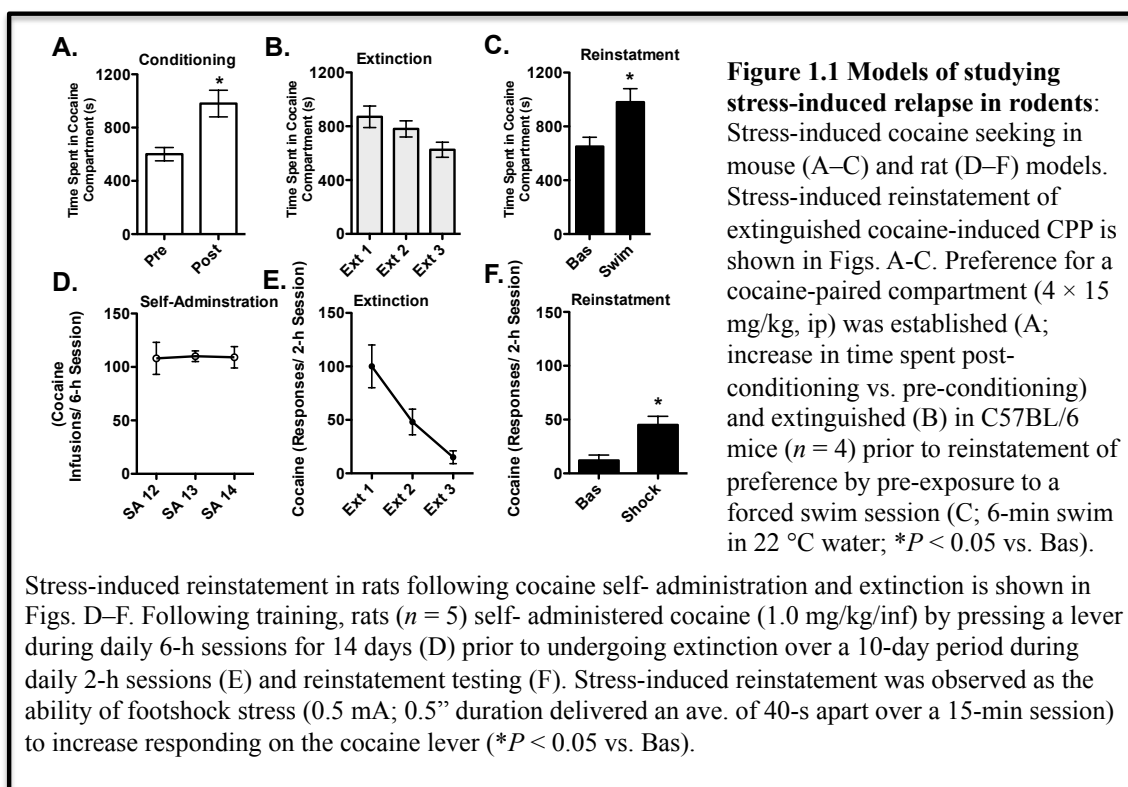 A.
Conditioning
Time Spent in Cocaine
Compartment (s)
1200
800
400
0
*
Pre
Post
B.
Extinction
Time Spent in Cocaine
Compartment (s)
1200
800
400
0
Ext 1
Ext 2
Ext 3
C.
Reinstatment
Time Spent in Cocaine
Compartment (s)
1200
800
400
0
*
Bas
Swim
D.
Self-Adminstration
(Cocaine
Infusions/ 6-h Session)
150
100
50
0
SA 12
SA 13
SA 14
E.
Extinction
Cocaine (Responses/ 2-h Session)
150
100
50
0
Ext 1
Ext 2
Ext 3
F.
Reinstatment
Cocaine (Responses/ 2-h Session)
150
100
50
0
*
Bas
Shock
Figure 1.1 Models of studying
stress-induced relapse in rodents:
Stress-induced cocaine seeking in
mouse (A–C) and rat (D–F) models.
Stress-induced reinstatement of
extinguished cocaine-induced CPP is
shown in Figs. A-C. Preference for a
cocaine-paired compartment (4 × 15
mg/kg, ip) was established (A;
increase in time spent post-
conditioning vs. pre-conditioning)
and extinguished (B) in C57BL/6
mice (n = 4) prior to reinstatement of
preference by pre-exposure to a
forced swim session (C; 6-min swim
in 22 °C water; *P < 0.05 vs. Bas).
Stress-induced reinstatement in rats following cocaine self- administration and extinction is shown in
Figs. D–F. Following training, rats (n = 5) self- administered cocaine (1.0 mg/kg/inf) by pressing a lever
during daily 6-h sessions for 14 days (D) prior to undergoing extinction over a 10-day period during
daily 2-h sessions (E) and reinstatement testing (F). Stress-induced reinstatement was observed as the
ability of footshock stress (0.5 mA; 0.5” duration delivered an ave. of 40-s apart over a 15-min session)
to increase responding on the cocaine lever (*P < 0.05 vs. Bas).